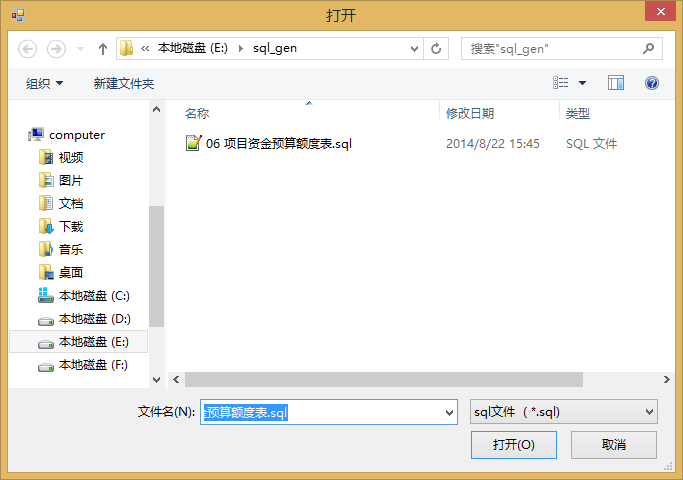 打开
« 本地磁盘 (E:) sql_gen
搜索"sql_gen"
组织 新建文件夹
名称 修改日期 类型
06 项目资金预算额度表.sql 2014/8/22 15:45 SQL 文件
computer
视频
图片
文档
下载
音乐
桌面
本地磁盘 (C:)
本地磁盘 (D:)
本地磁盘 (E:)
本地磁盘 (F:)
文件名(N): 预算额度表.sql
sql文件（ *.sql)
打开(O) 取消